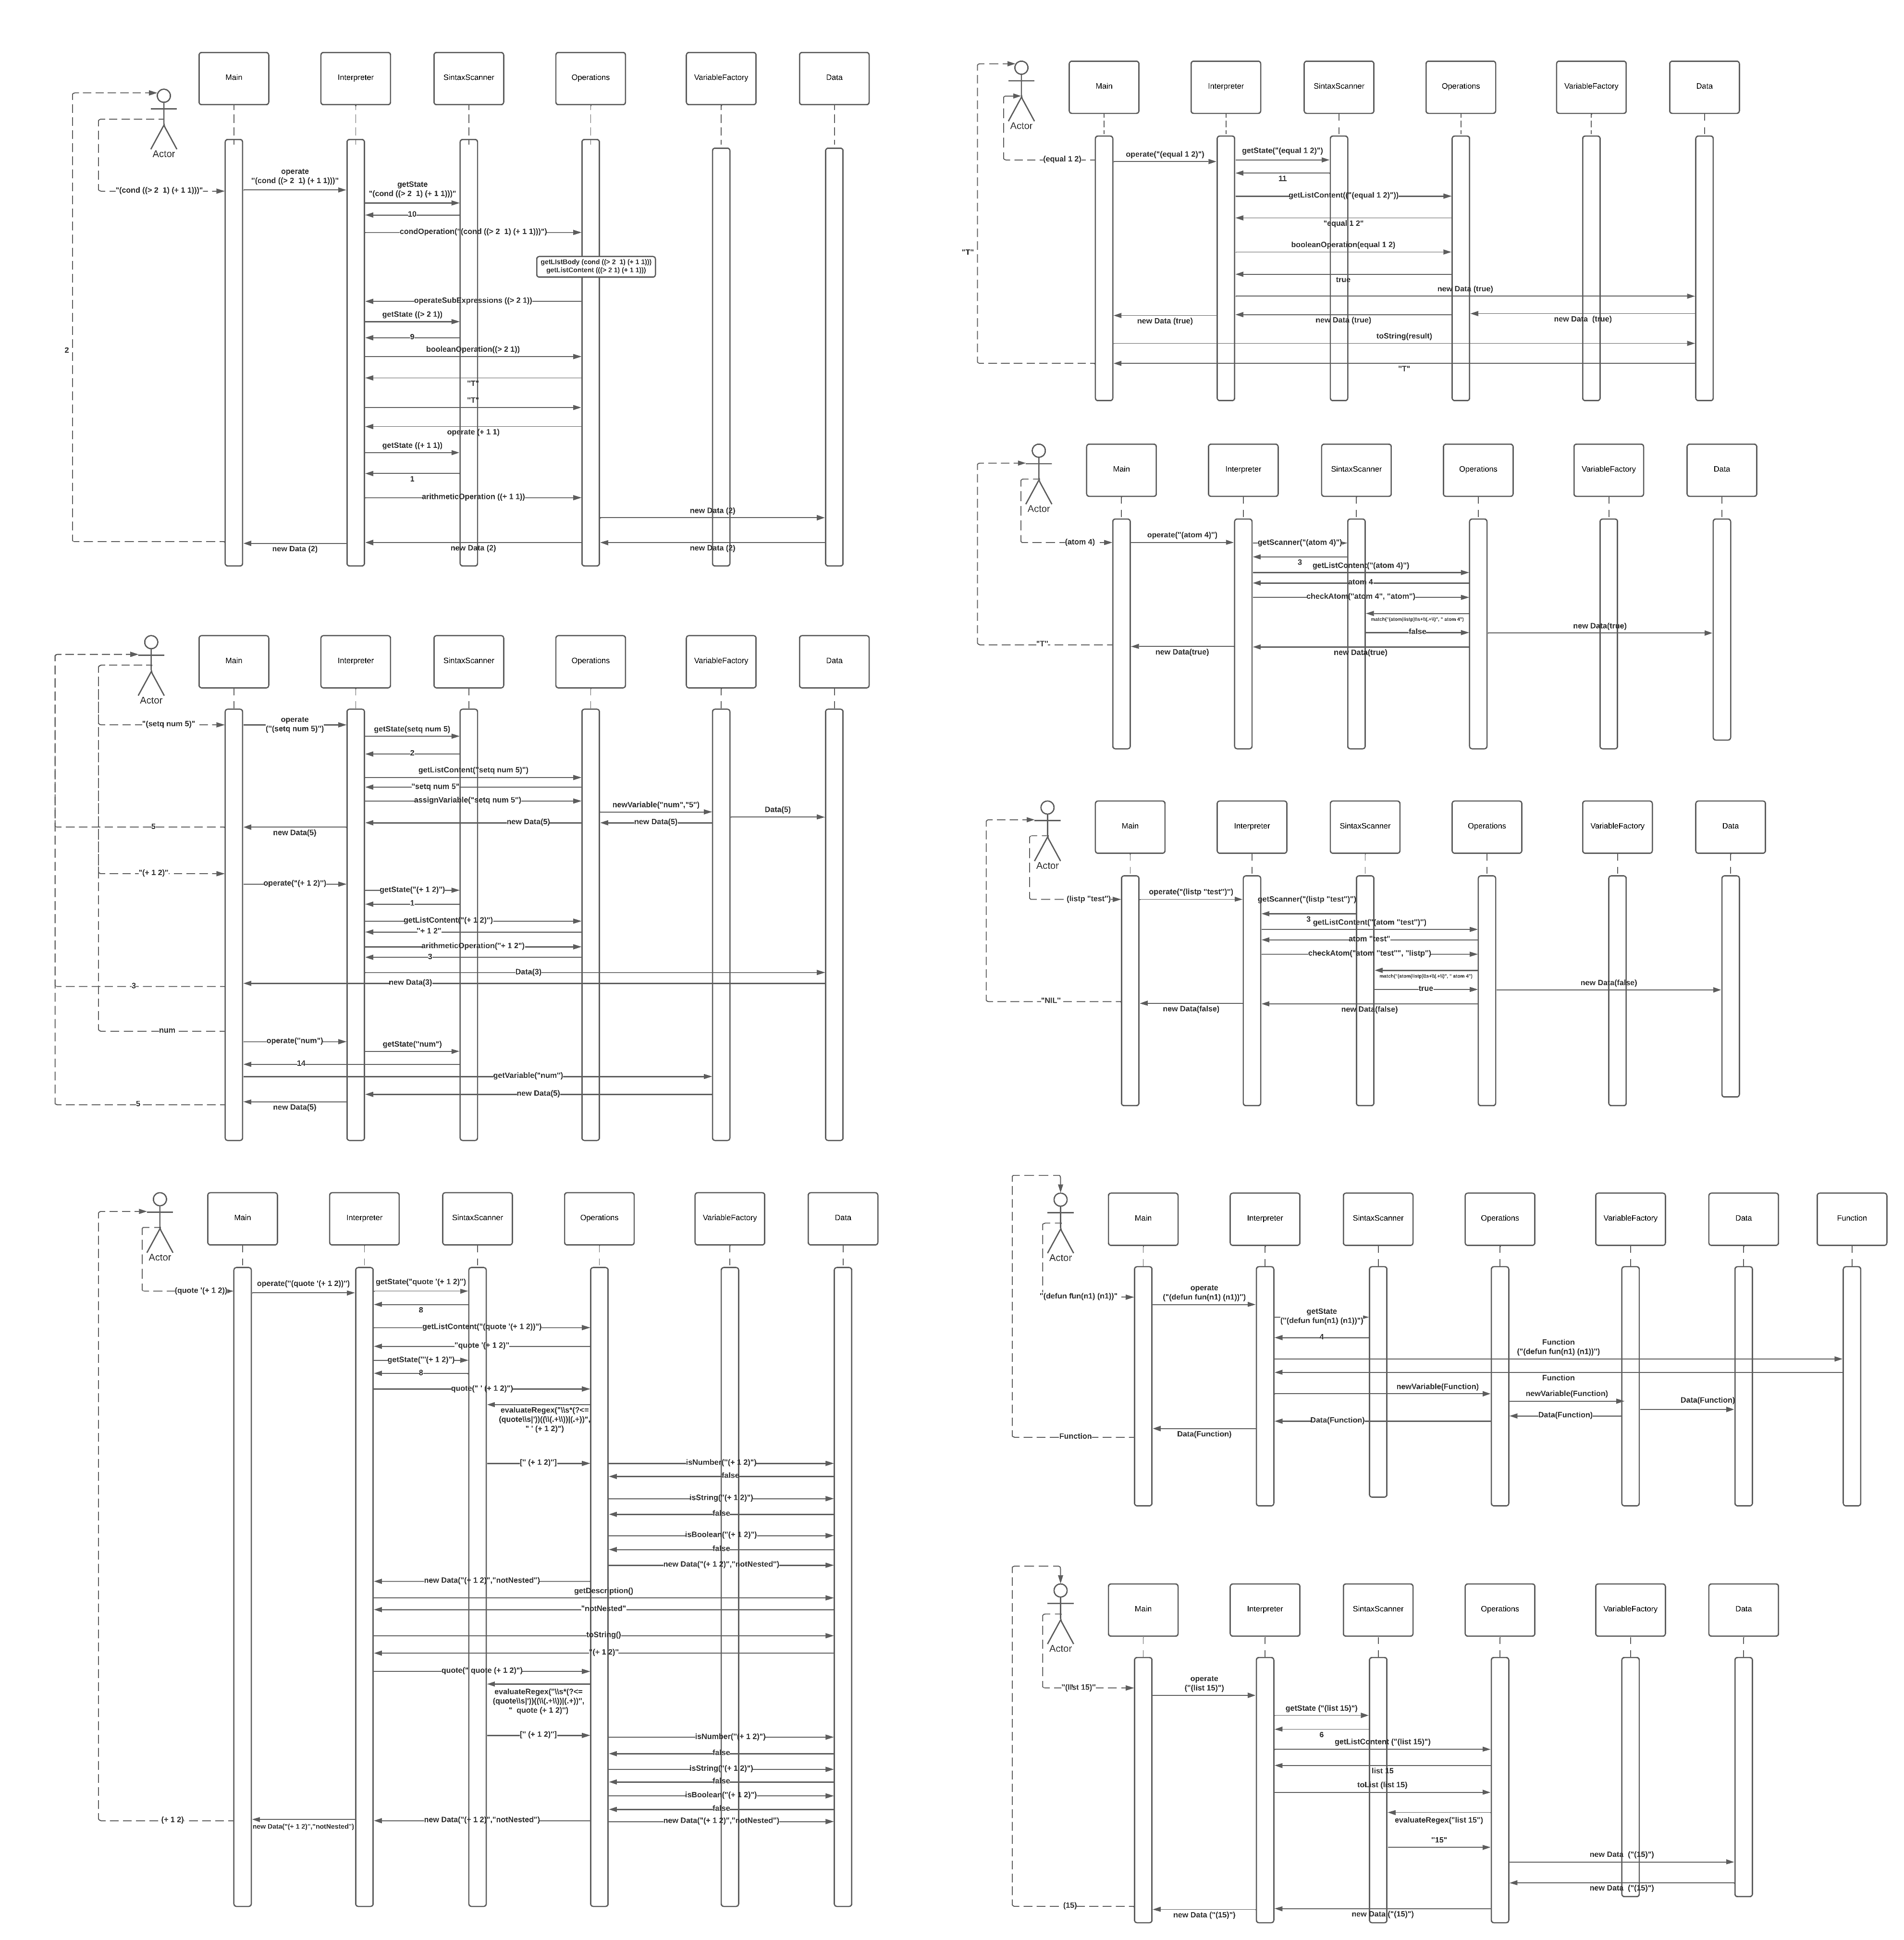 Main
Interpreter
SintaxScanner
Operations
VariableFactory
Data
Actor
"(cond ((> 2  1) (+ 1 1)))"
operate
"(cond ((> 2  1) (+ 1 1)))"
getState
"(cond ((> 2  1) (+ 1 1)))"
10
condOperation("(cond ((> 2  1) (+ 1 1)))")
getListBody (cond ((> 2  1) (+ 1 1)))
getListContent (((> 2 1) (+ 1 1)))
operateSubExpressions ((> 2 1))
getState ((> 2 1))
9
booleanOperation((> 2 1))
2
"T"
"T"
operate (+ 1 1)
getState ((+ 1 1))
1
arithmeticOperation ((+ 1 1))
new Data (2)
new Data (2)
new Data (2)
new Data (2)
Main
Interpreter
SintaxScanner
Operations
VariableFactory
Data
Actor
"(setq num 5)"
operate
("(setq num 5)")
getState(setq num 5)
2
getListContent("setq num 5)")
"setq num 5"
assignVariable("setq num 5")
newVariable("num","5")
Data(5)
new Data(5)
new Data(5)
new Data(5)
5
"(+ 1 2)"
operate("(+ 1 2)")
getState("(+ 1 2)")
1
getListContent("(+ 1 2)")
"+ 1 2"
arithmeticOperation("+ 1 2")
3
Data(3)
new Data(3)
3
num
operate("num")
getState("num")
14
getVariable("num")
new Data(5)
new Data(5)
5
Main
Interpreter
SintaxScanner
Operations
VariableFactory
Data
Actor
(quote '(+ 1 2))
operate("(quote '(+ 1 2))")
getState("quote '(+ 1 2)")
8
getListContent("(quote '(+ 1 2))")
"quote '(+ 1 2)"
getState("'(+ 1 2)")
8
quote(" ' (+ 1 2)")
evaluateRegex("\\s*(?<=
(quote\\s|'))((\\(.+\\))|(.+))",
" ' (+ 1 2)")
[" (+ 1 2)"]
isNumber("(+ 1 2)")
false
isString("(+ 1 2)")
false
isBoolean("(+ 1 2)")
false
new Data("(+ 1 2)","notNested")
new Data("(+ 1 2)","notNested")
getDescription()
"notNested"
toString()
"(+ 1 2)"
quote(" quote (+ 1 2)")
evaluateRegex("\\s*(?<=
(quote\\s|'))((\\(.+\\))|(.+))",
"  quote (+ 1 2)")
[" (+ 1 2)"]
isNumber("(+ 1 2)")
false
isString("(+ 1 2)")
false
isBoolean("(+ 1 2)")
false
new Data("(+ 1 2)","notNested")
new Data("(+ 1 2)","notNested")
new Data("(+ 1 2)","notNested")
(+ 1 2)
Main
Interpreter
SintaxScanner
Operations
VariableFactory
Data
Actor
(equal 1 2)
operate("(equal 1 2)")
getState("(equal 1 2)")
11
getListContent(("(equal 1 2)"))
"equal 1 2"
booleanOperation(equal 1 2)
"T"
true
new Data (true)
new Data (true)
new Data (true)
new Data  (true)
toString(result)
"T"
Main
Interpreter
SintaxScanner
Operations
VariableFactory
Data
Actor
(atom 4)
operate("(atom 4)")
getScanner("(atom 4)")
3
getListContent("(atom 4)")
atom 4
checkAtom("atom 4", "atom")
false
new Data(true)
"T"
new Data(true)
new Data(true)
Main
Interpreter
SintaxScanner
Operations
VariableFactory
Data
Actor
(listp "test")
operate("(listp "test")")
getScanner("(listp "test")")
3
getListContent("(atom "test")")
atom "test"
checkAtom("atom "test"", "listp")
true
new Data(false)
"NIL"
new Data(false)
new Data(false)
Main
Interpreter
SintaxScanner
Operations
VariableFactory
Data
Function
Actor
"(defun fun(n1) (n1))"
operate
("(defun fun(n1) (n1))")
getState
("(defun fun(n1) (n1))")
4
Function
("(defun fun(n1) (n1))")
Function
newVariable(Function)
newVariable(Function)
Data(Function)
Data(Function)
Data(Function)
Data(Function)
Function
Main
Interpreter
SintaxScanner
Operations
VariableFactory
Data
Actor
"(list 15)"
operate
("(list 15)")
getState ("(list 15)")
6
getListContent ("(list 15)")
list 15
toList (list 15)
evaluateRegex("list 15")
"15"
new Data  ("(15)")
new Data  ("(15)")
(15)
new Data ("(15)")
new Data ("(15)")